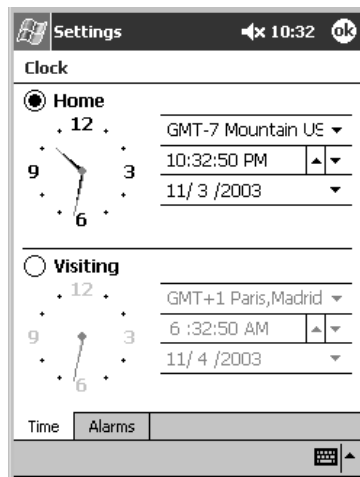 Settings 10:32 ok
Clock
Home
12
9 3
6
GMT-7 Mountain US
10:32:50 PM
11/ 3 /2003
Visiting
12
9 3
6
GMT+1 Paris,Madrid
6 :32:50 AM
11/ 4 /2003
Time Alarms